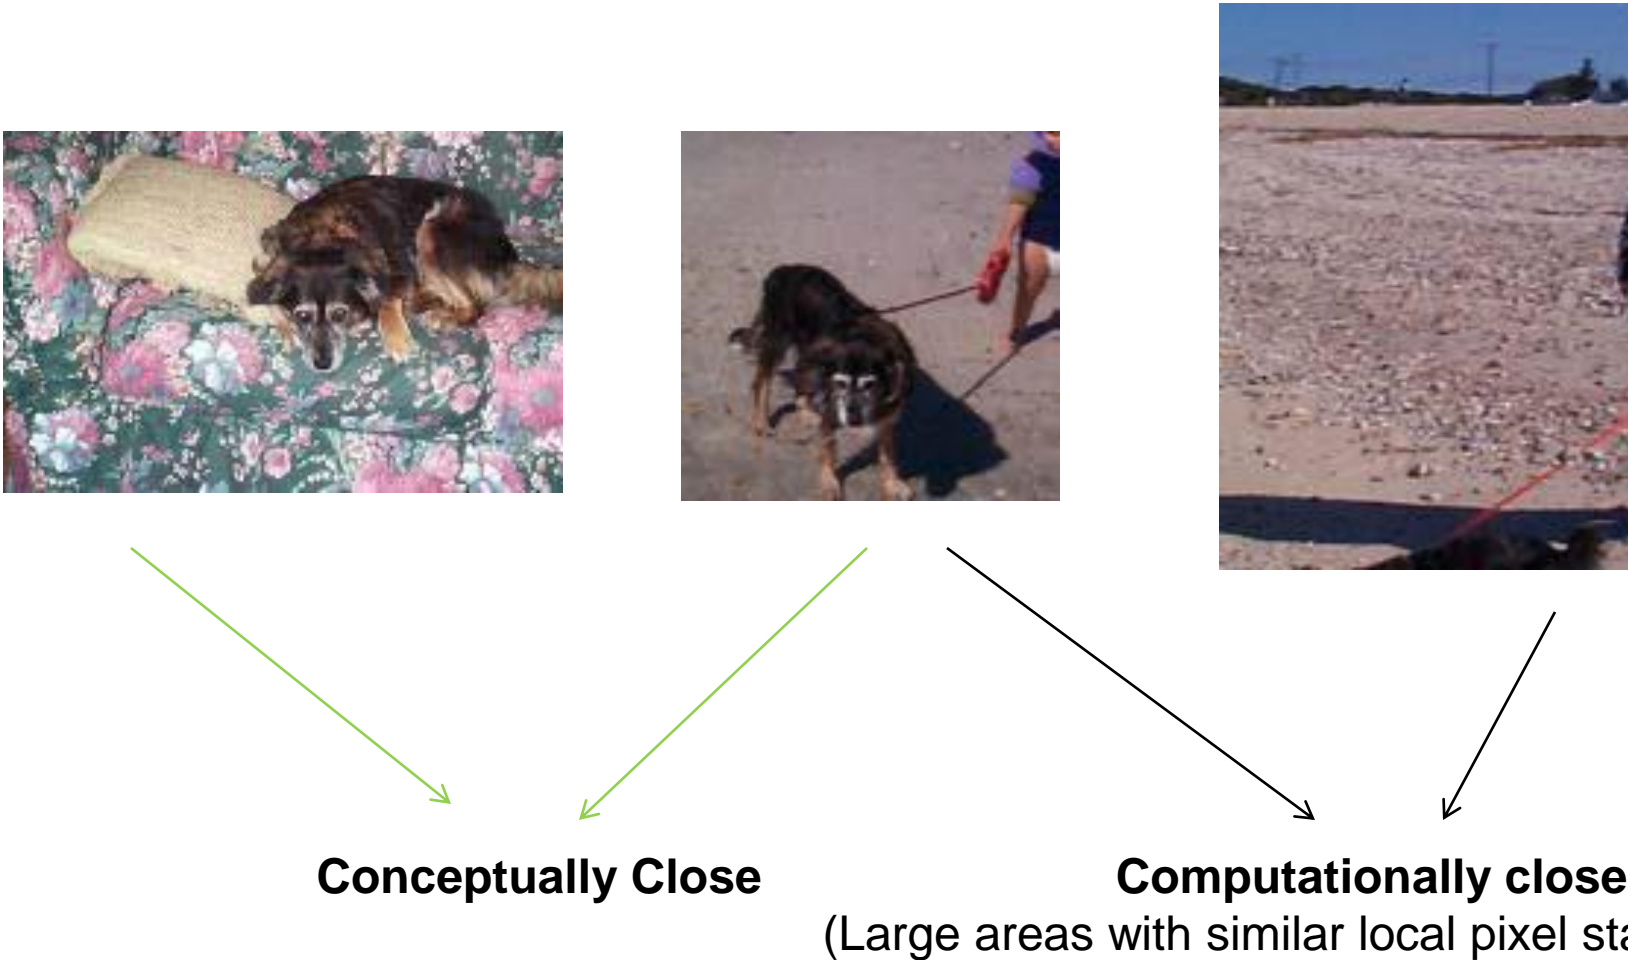 Conceptually Close
Computationally close
(Large areas with similar local pixel